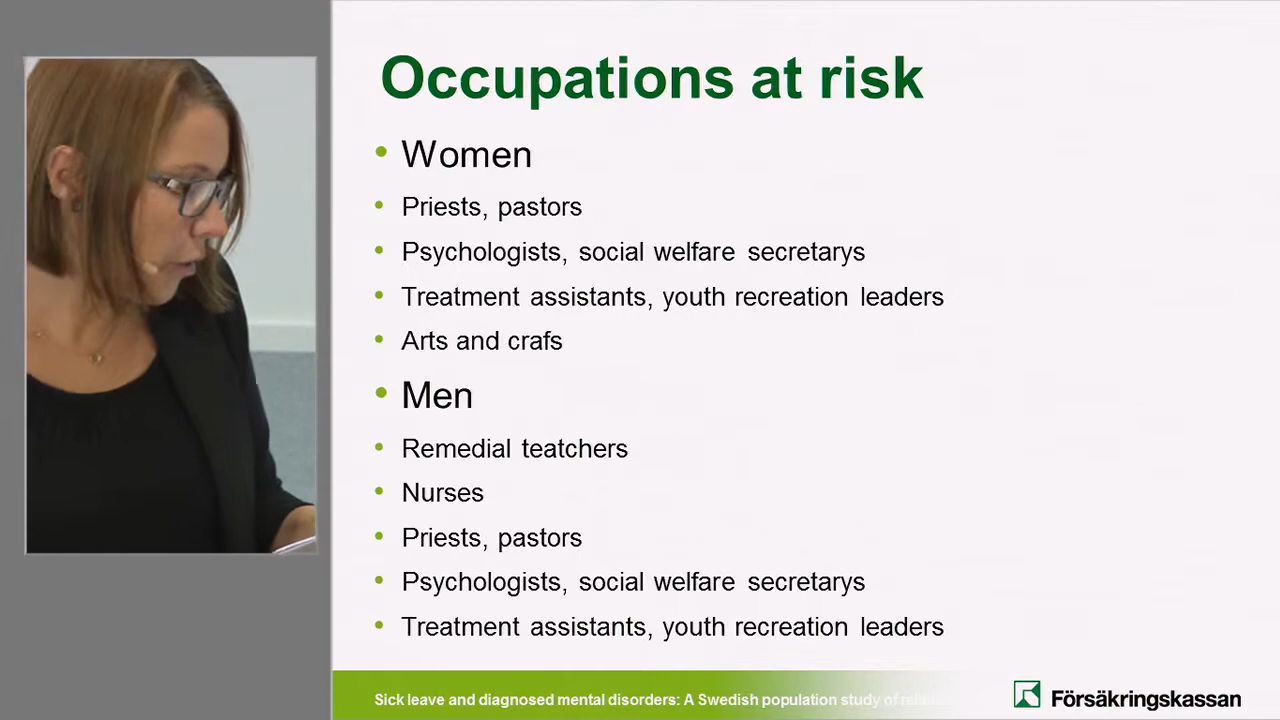 Occupations at risk
• Women
• Priests, pastors
• Psychologists, social welfare secretarys
• Treatment assistants, youth recreation leaders
• Arts and crafs
• Men
• Remedial teatchers
• Nurses
• Priests, pastors
• Psychologists, social welfare secretarys
• Treatment assistants, youth recreation leaders
Sick leave and diagnosed mental disorders: A Swedish population study of
Försäkringskassan